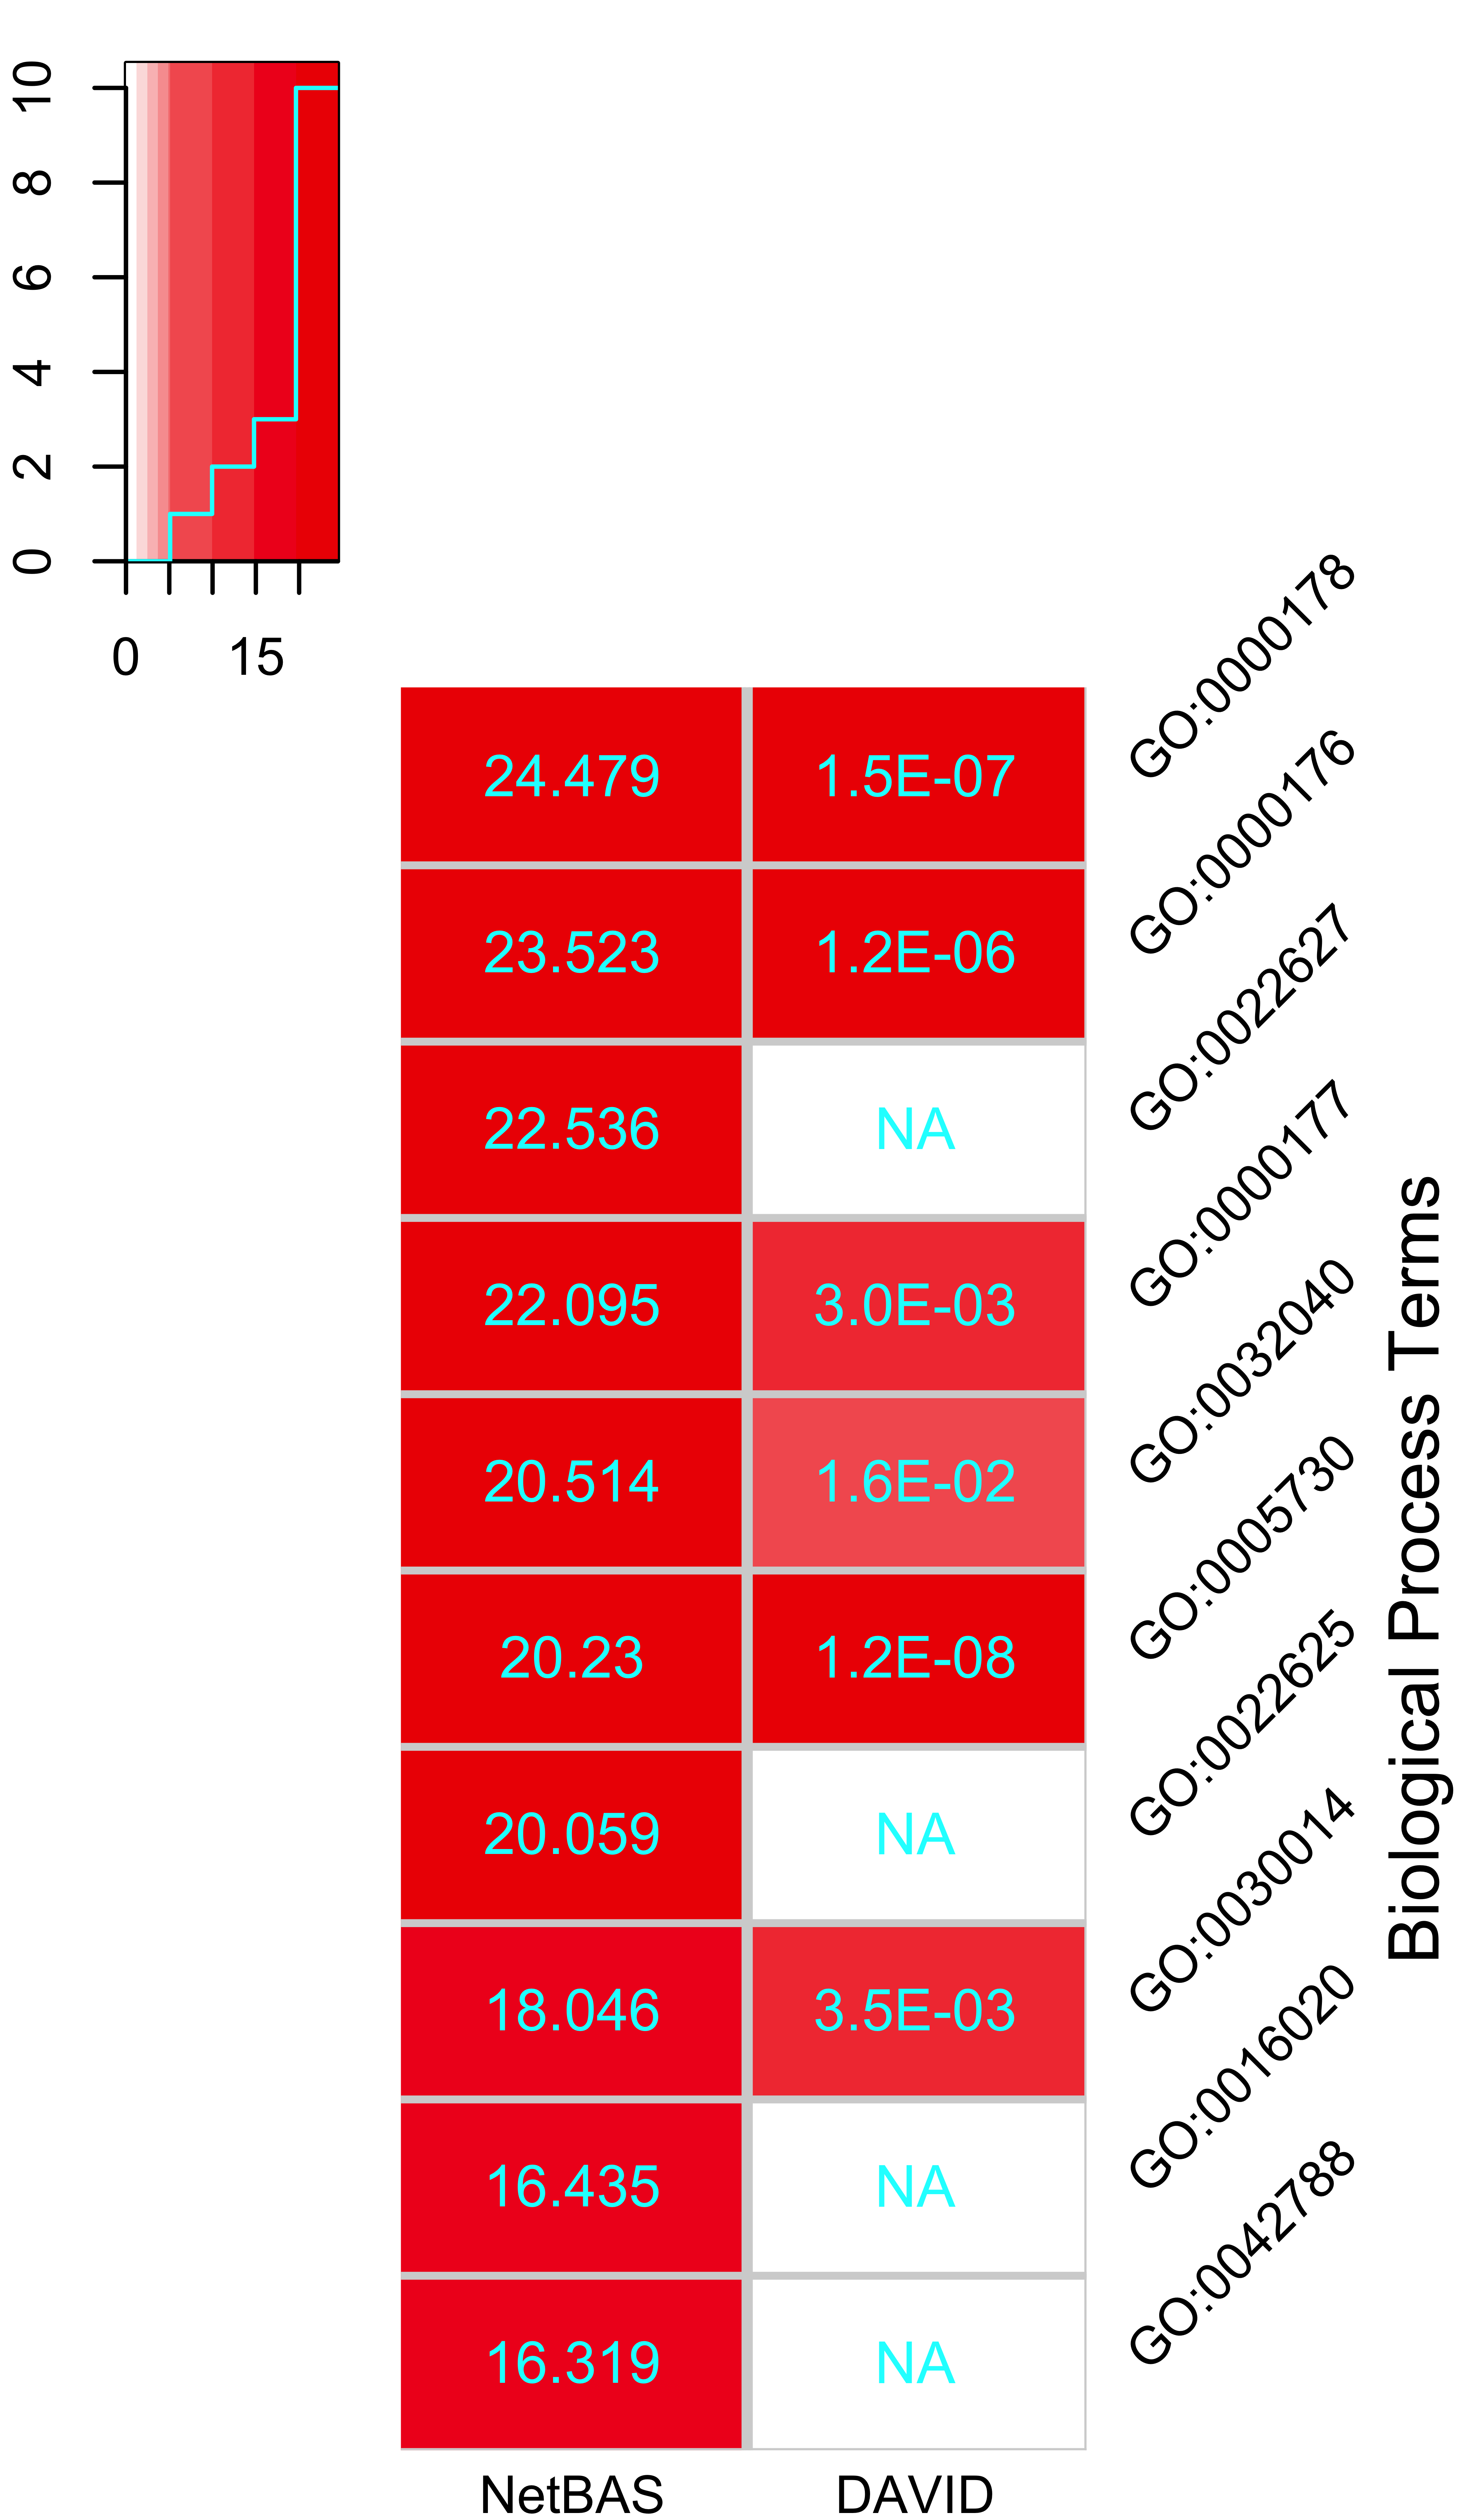 10
8
6
4
2
0
0 15
24.479 1.5E-07 GO:0000178
23.523 1.2E-06 GO:0000176
22.536 NA GO:0022627
22.095 3.0E-03 GO:0000177
20.514 1.6E-02 GO:0032040
20.23 1.2E-08 GO:0005730
20.059 NA GO:0022625
18.046 3.5E-03 GO:0030014
16.435 NA GO:0016020
16.319 NA GO:0042788
NetBAS DAVID
Biological Process Terms